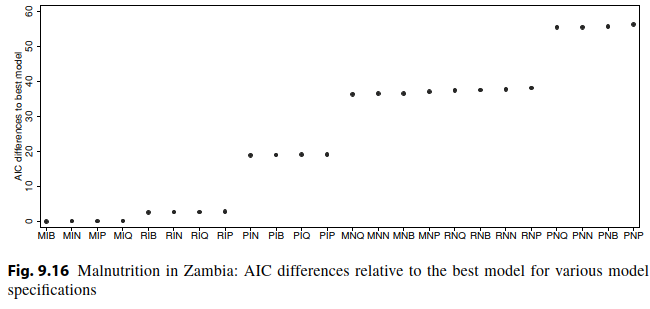 60
50
40
30
20
10
0
AIC differences to best model
MIB MIN MIP MIQ RIB RIN RIQ RIP PIN PIB PIQ PIP MNQ MNN MNB MNP RNQ RNB RNN RNP PNQ PNN PNB PNP
Fig. 9.16 Malnutrition in Zambia: AIC differences relative to the best model for various model
specifications